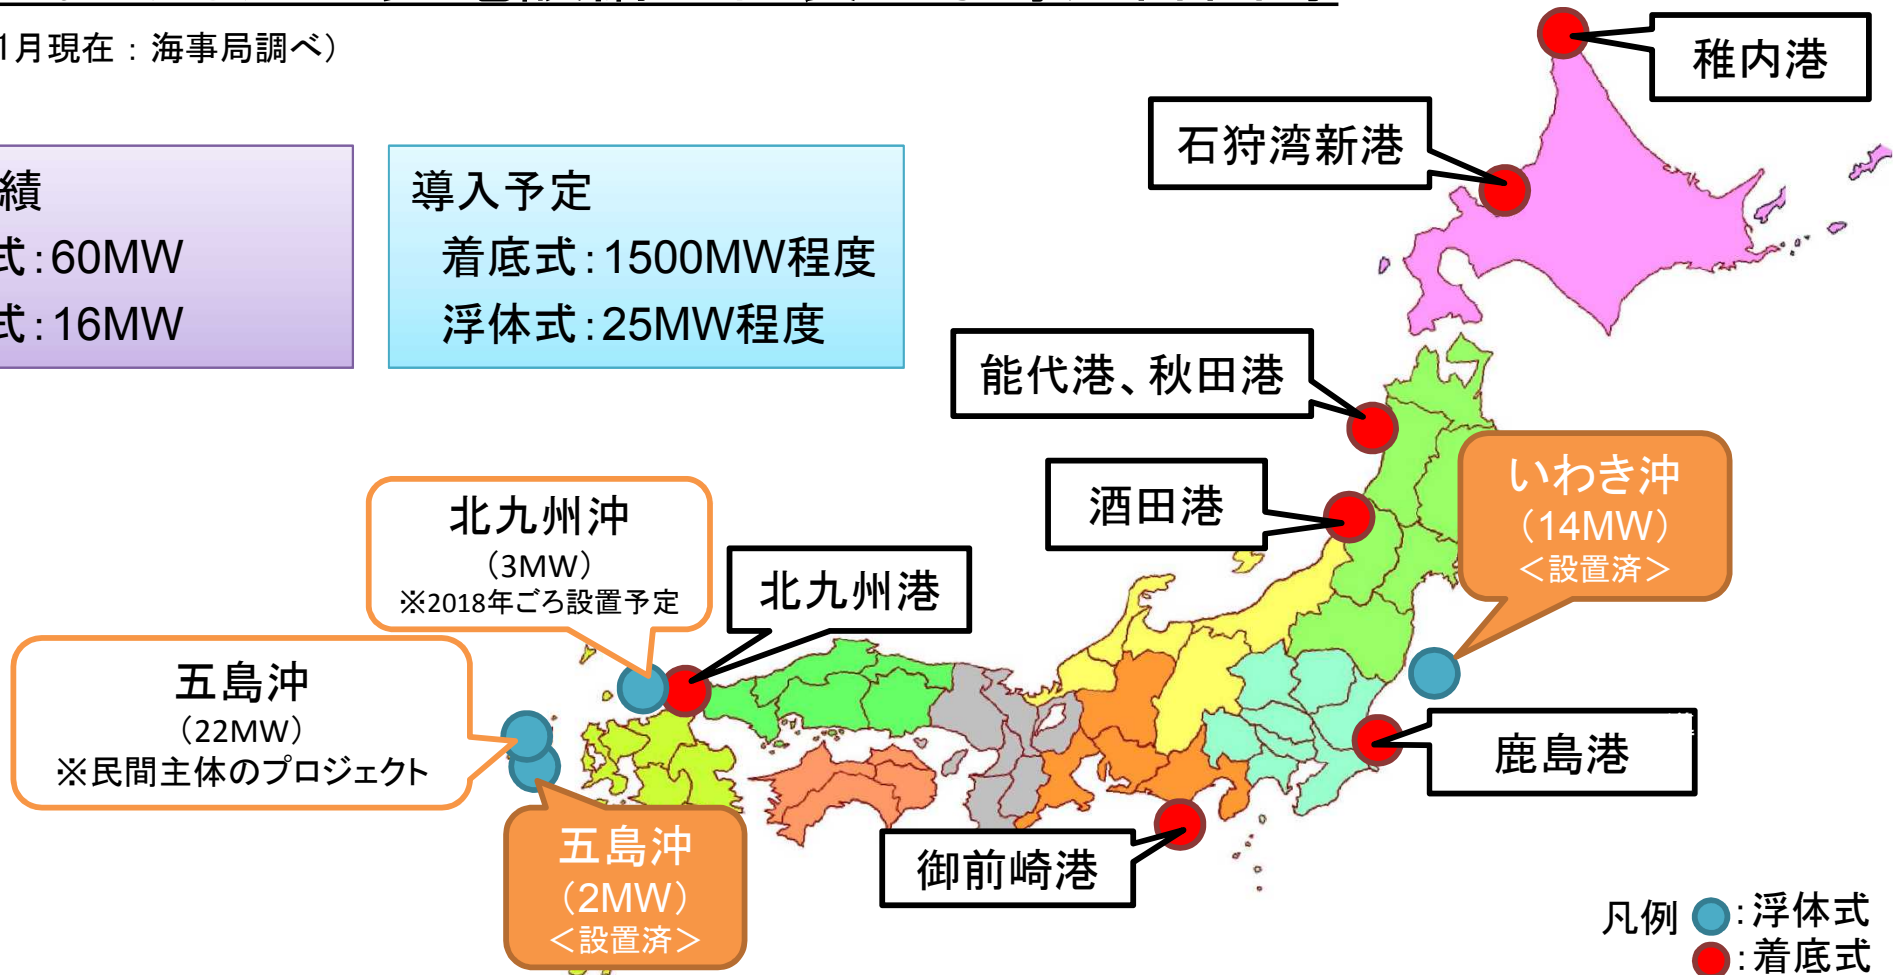 1月現在：海事局調べ）
績
式：60MW
式：16MW
導入予定
着底式：1500MW程度
浮体式：25MW程度
稚内港
石狩湾新港
能代港、秋田港
酒田港
いわき沖
（14MW）
＜設置済＞
北九州沖
（3MW）
※2018年ごろ設置予定
北九州港
五島沖
（22MW）
※民間主体のプロジェクト
五島沖
（2MW）
＜設置済＞
御前崎港
鹿島港
凡例 ：浮体式
：着底式